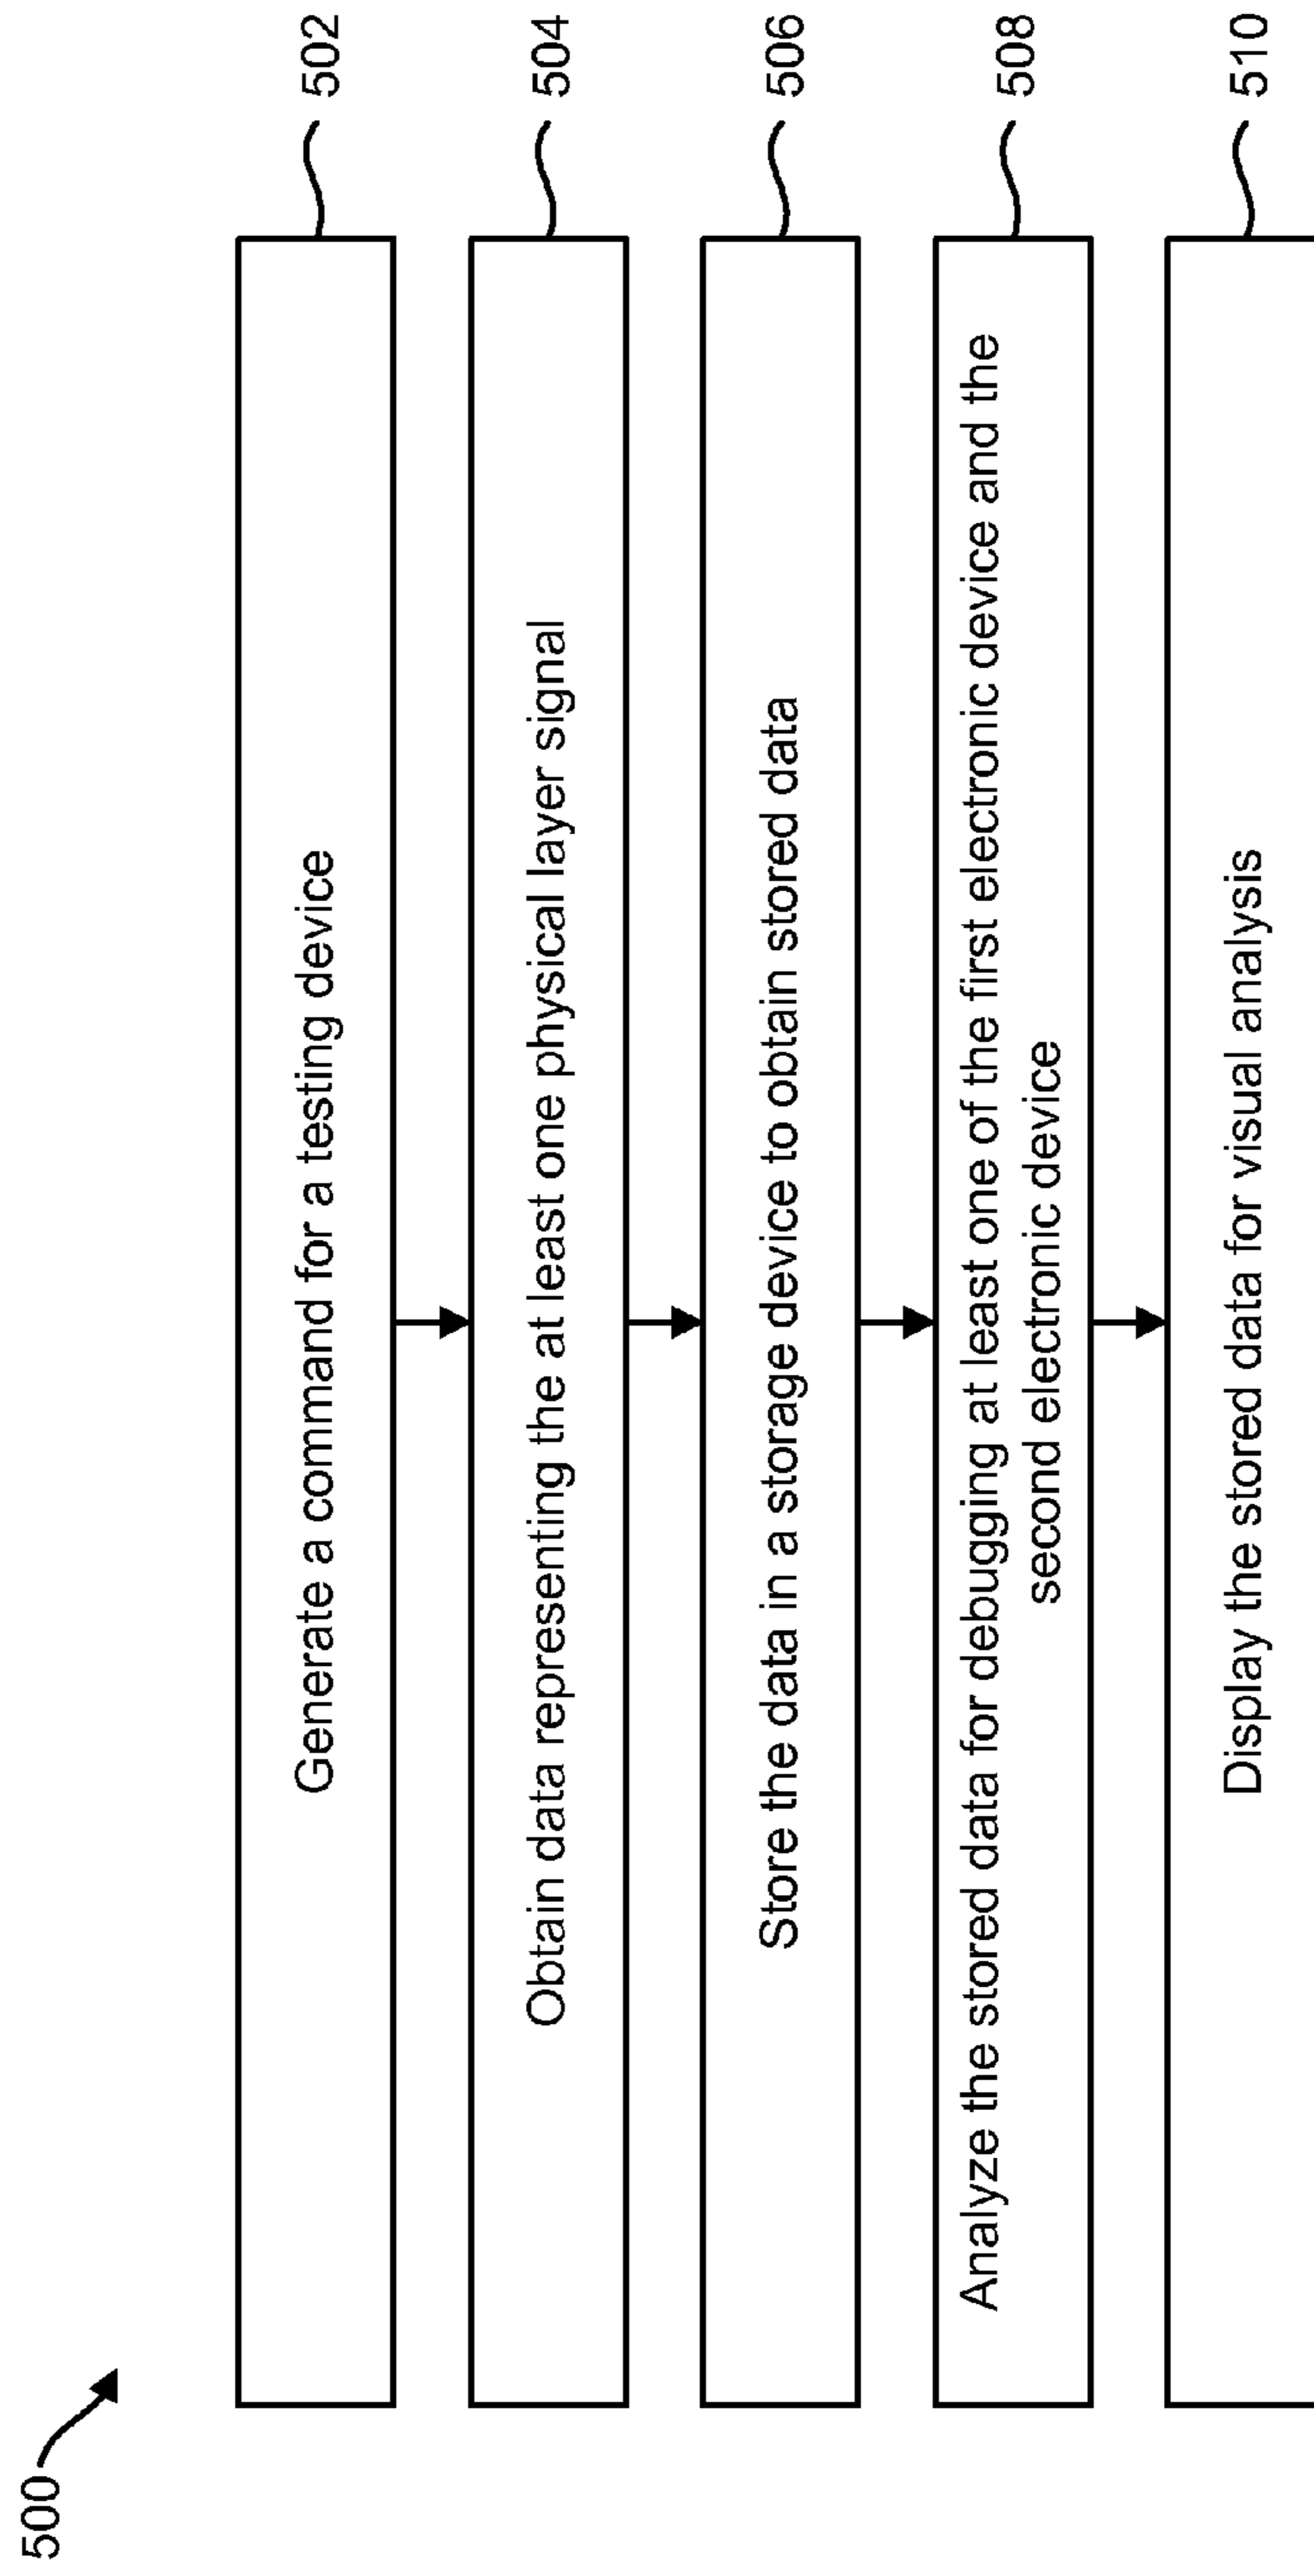 500
Generate a command for a testing device
502
Obtain data representing the at least one physical layer signal
504
Store the data in a storage device to obtain stored data
506
Analyze the stored data for debugging at least one of the first electronic device and the
second electronic device
508
Display the stored data for visual analysis
510